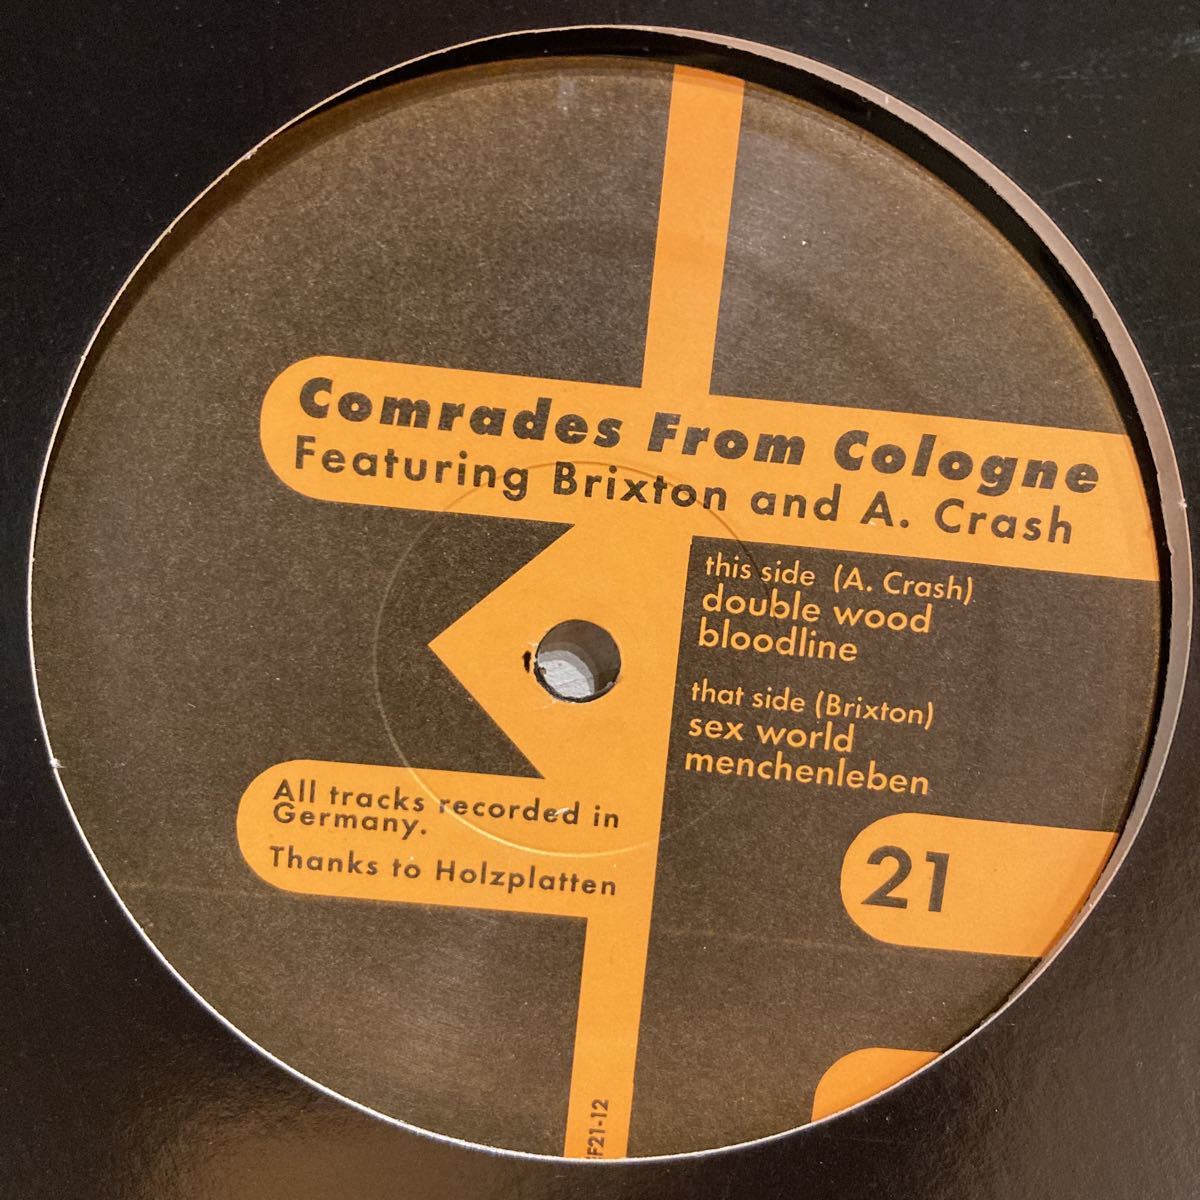 Comrades From Cologne
Featuring Brixton and A. Crash
this side (A. Crash)
double wood
bloodline
that side (Brixton)
sex world
menchenleben
All tracks recorded in
Germany.
Thanks to Holzplatten
21